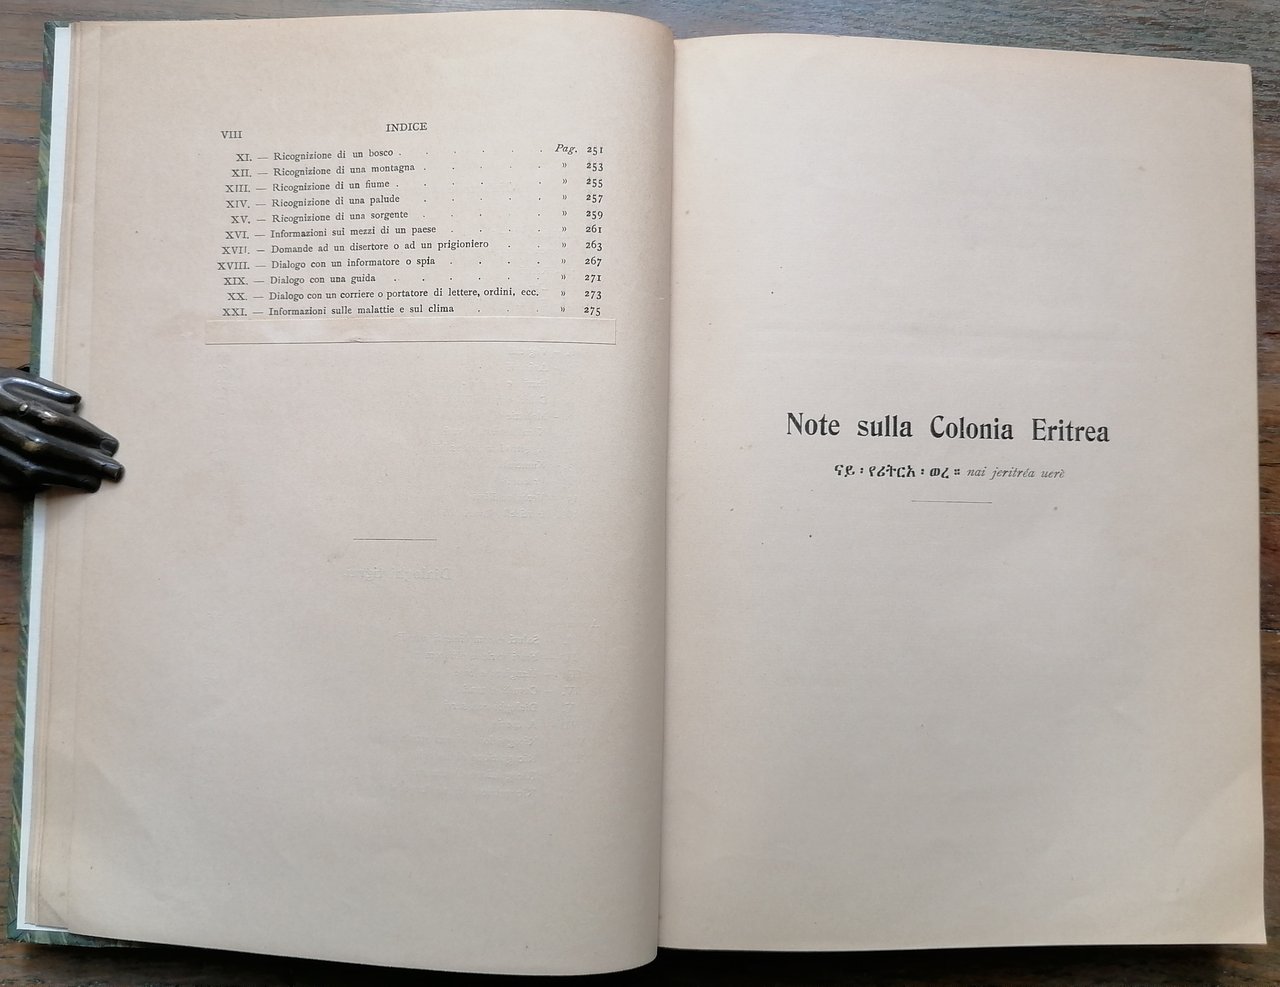 VIII INDICE
XI. — Ricognizione di un bosco . . . . . . Pag. 251
XII. — Ricognizione di una montagna . . . . . » 253
XIII. — Ricognizione di un fiume . . . . . . » 255
XIV. — Ricognizione di una palude . . . . . » 257
XV. — Ricognizione di una sorgente . . . . » 259
XVI. — Informazioni sui mezzi di un paese . . . . » 261
XVII. — Domande ad un disertore o ad un prigioniero . . » 263
XVIII. — Dialogo con un informatore o spia . . . . » 267
XIX. — Dialogo con una guida . . . . . . » 271
XX. — Dialogo con un corriere o portatore di lettere, ordini, ecc. » 273
XXI. — Informazioni sulle malattie e sul clima . . . » 275
Note sulla Colonia Eritrea
ናይ ፡ የሪትርአ ፡ ወረ ። nai jeritréa uerè